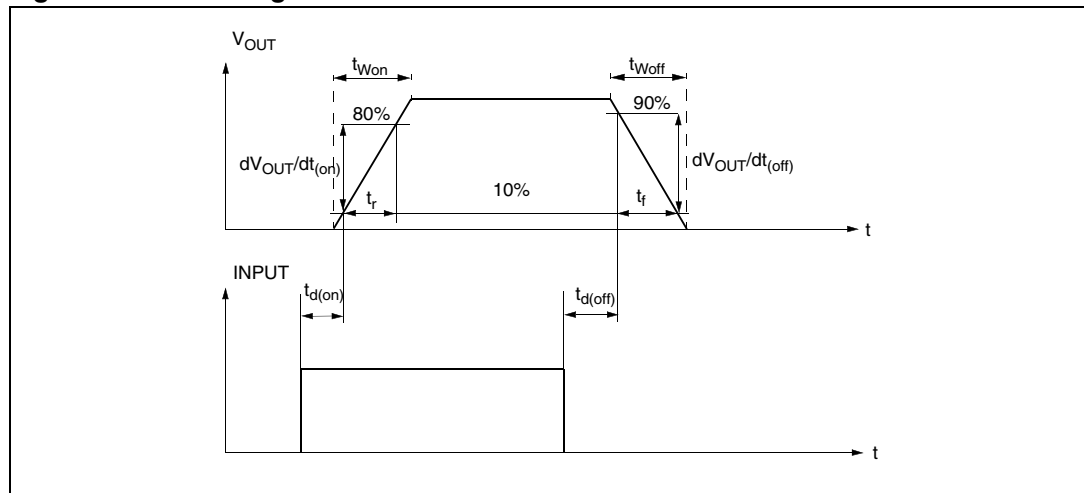 V_OUT
t_Won
t_Woff
80%
90%
dV_OUT/dt_(on)
dV_OUT/dt_(off)
t_r
10%
t_f
t
INPUT
t_d(on)
t_d(off)
t